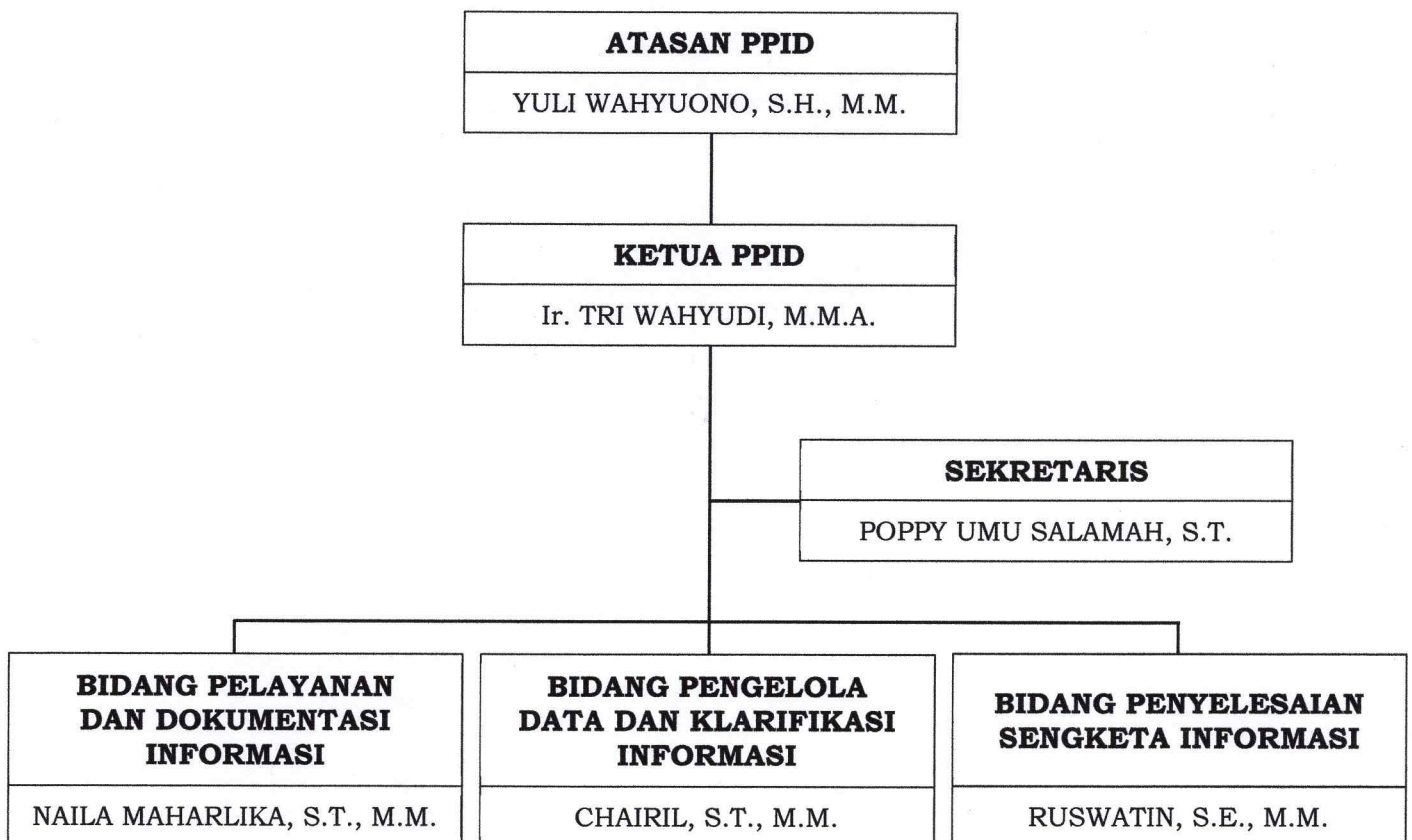 ATASAN PPID
YULI WAHYUONO, S.H., M.M.
KETUA PPID
Ir. TRI WAHYUDI, M.M.A.
SEKRETARIS
POPPY UMU SALAMAH, S.T.
BIDANG PELAYANAN
DAN DOKUMENTASI
INFORMASI
NAILA MAHARLIKA, S.T., M.M.
BIDANG PENGELOLA
DATA DAN KLARIFIKASI
INFORMASI
CHAIRIL, S.T., M.M.
BIDANG PENYELESAIAN
SENGKETA INFORMASI
RUSWATIN, S.E., M.M.